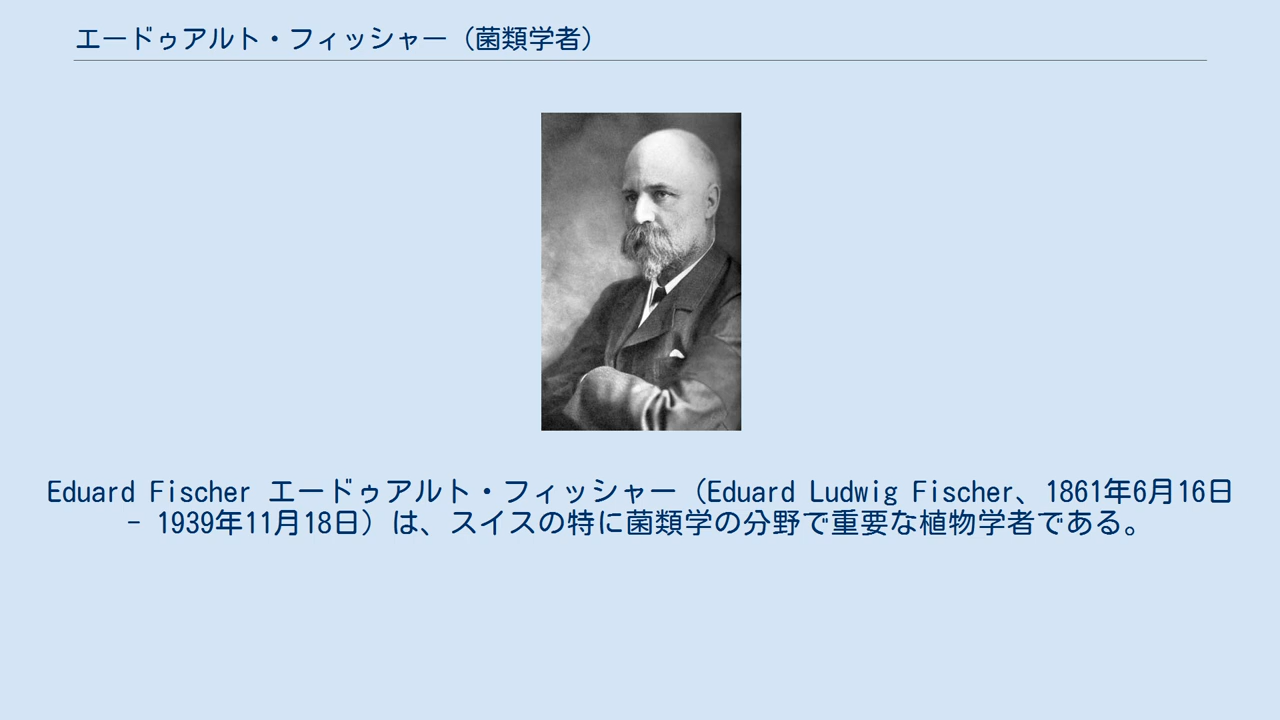 エードゥアルト・フィッシャー（菌類学者）
Eduard Fischer エードゥアルト・フィッシャー（Eduard Ludwig Fischer、1861年6月16日
- 1939年11月18日）は、スイスの特に菌類学の分野で重要な植物学者である。